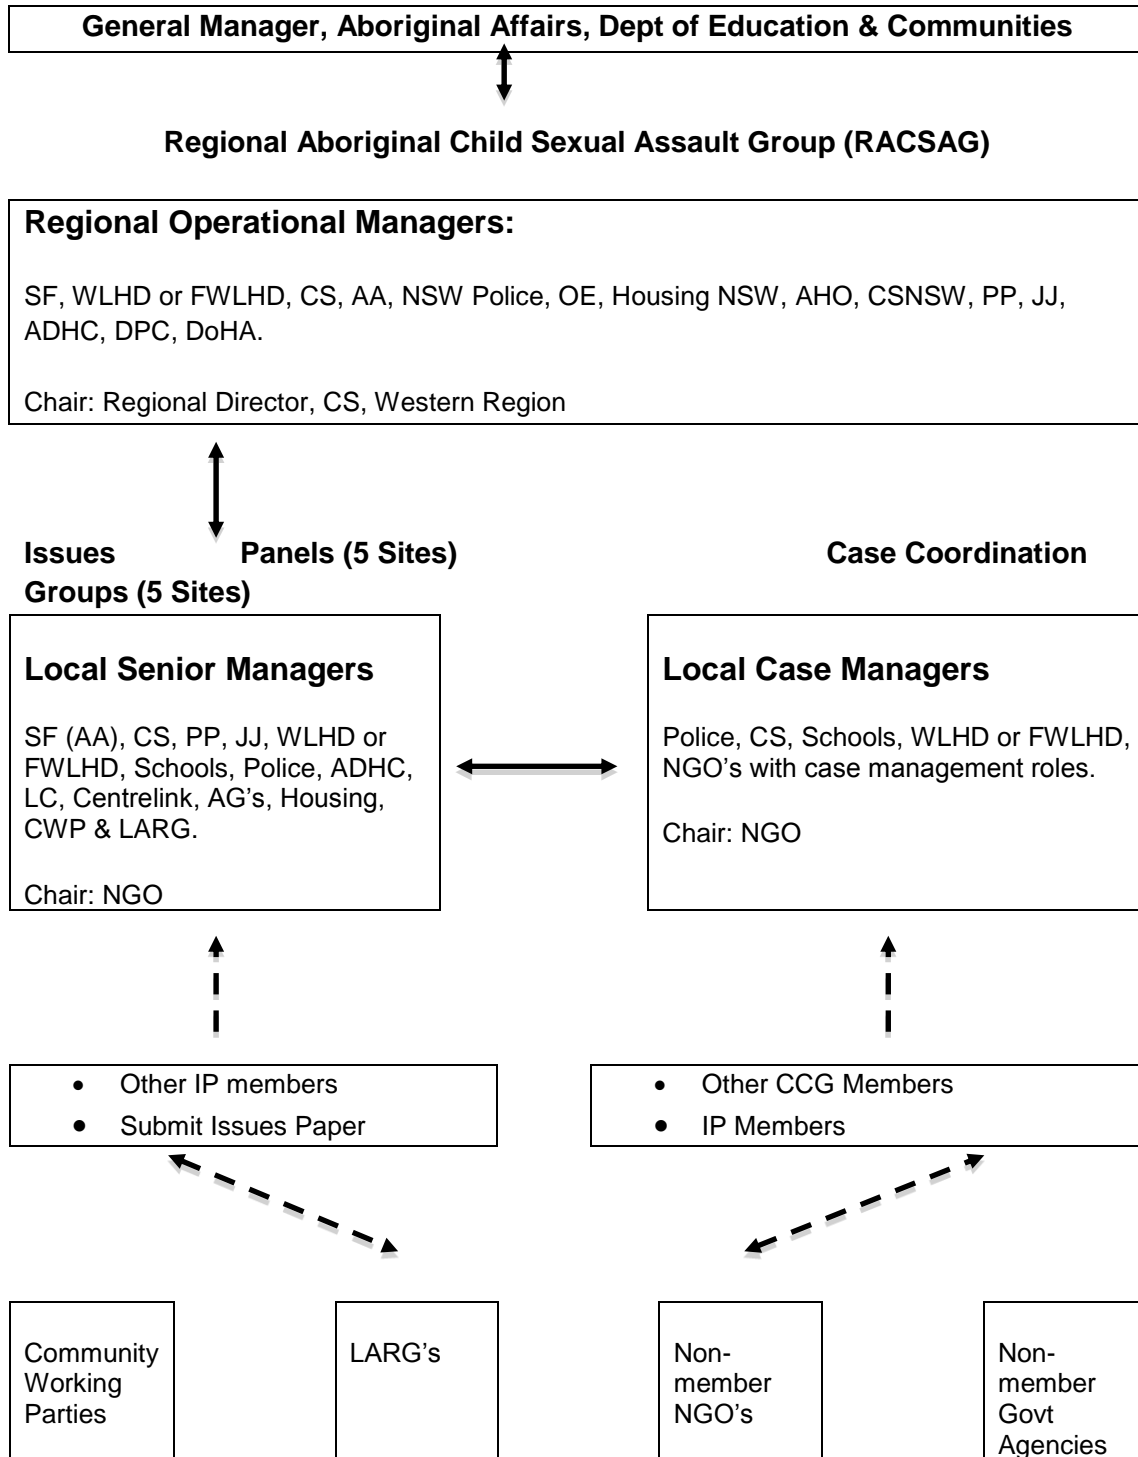 General Manager, Aboriginal Affairs, Dept of Education & Communities
Regional Aboriginal Child Sexual Assault Group (RACSAG)
Regional Operational Managers:
SF, WLHD or FWLHD, CS, AA, NSW Police, OE, Housing NSW, AHO, CSNSW, PP, JJ,
ADHC, DPC, DoHA.
Chair: Regional Director, CS, Western Region
Issues Panels (5 Sites) Case Coordination
Groups (5 Sites)
Local Senior Managers
SF (AA), CS, PP, JJ, WLHD or
FWLHD, Schools, Police, ADHC,
LC, Centrelink, AG's, Housing,
CWP & LARG.
Chair: NGO
Local Case Managers
Police, CS, Schools, WLHD or FWLHD,
NGO's with case management roles.
Chair: NGO
• Other IP members
• Submit Issues Paper
• Other CCG Members
• IP Members
Community
Working
Parties
LARG's
Non-
member
NGO's
Non-
member
Govt
Agencies